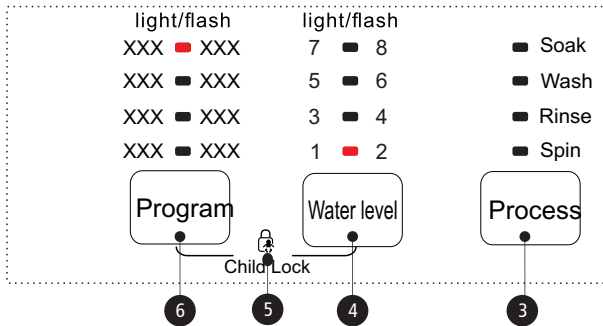 light/flash light/flash
XXX XXX 7 8 Soak
XXX XXX 5 6 Wash
XXX XXX 3 4 Rinse
XXX XXX 1 2 Spin
Program Water level Process
Child Lock
6 5 4 3